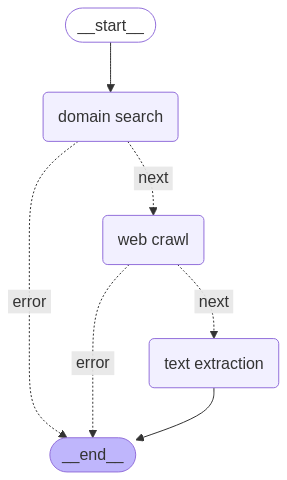 __start__
domain search
next
web crawl
error
error
next
text extraction
__end__